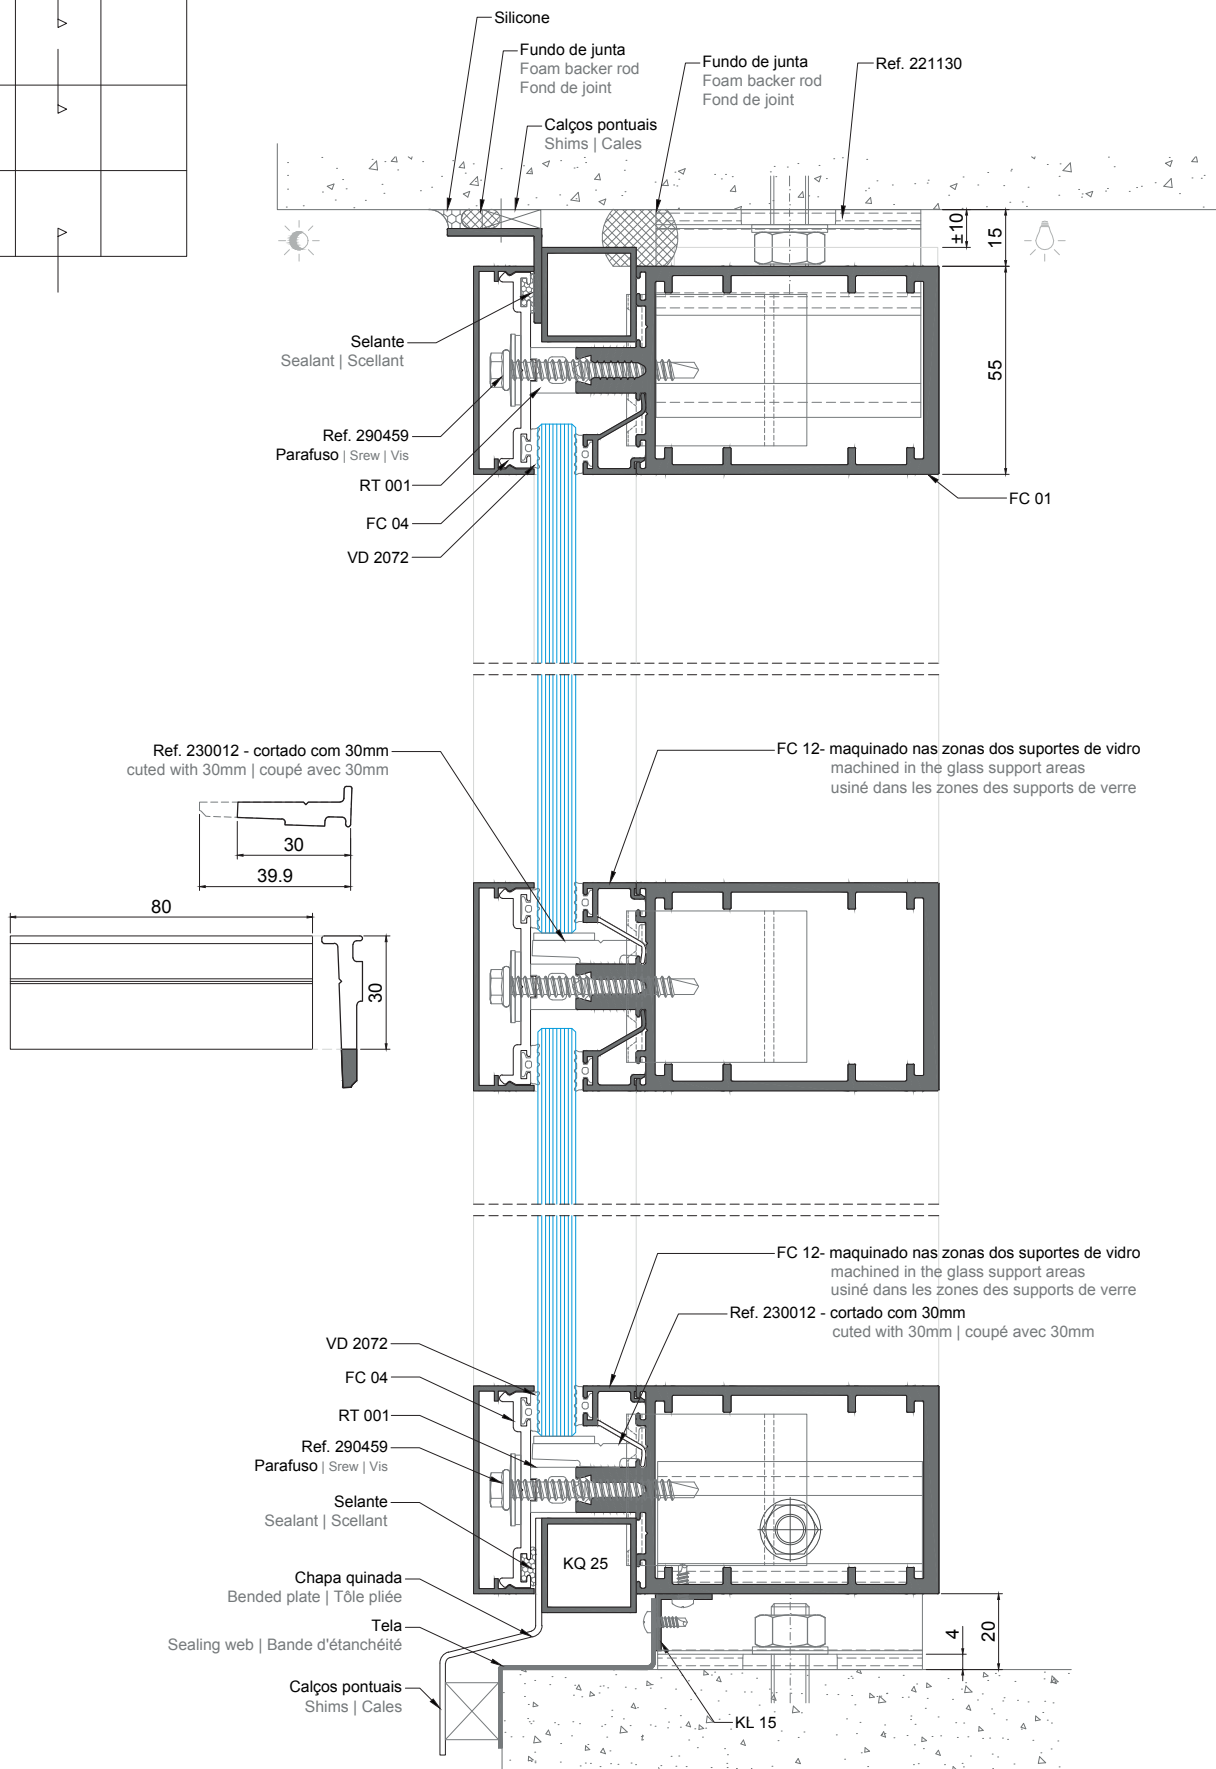 Silicone
Fundo de junta
Foam backer rod
Fond de joint
Fundo de junta
Foam backer rod
Fond de joint
Ref. 221130
Calços pontuais
Shims | Cales
±10
15
55
Selante
Sealant | Scellant
Ref. 290459
Parafuso | Srew | Vis
RT 001
FC 04
VD 2072
FC 01
Ref. 230012 - cortado com 30mm
cuted with 30mm | coupé avec 30mm
FC 12- maquinado nas zonas dos suportes de vidro
machined in the glass support areas
usiné dans les zones des supports de verre
30
39.9
80
30
FC 12- maquinado nas zonas dos suportes de vidro
machined in the glass support areas
usiné dans les zones des supports de verre
Ref. 230012 - cortado com 30mm
cuted with 30mm | coupé avec 30mm
VD 2072
FC 04
RT 001
Ref. 290459
Parafuso | Srew | Vis
Selante
Sealant | Scellant
KQ 25
Chapa quinada
Bended plate | Tôle pliée
Tela
Sealing web | Bande d'étanchéité
4
20
Calços pontuais
Shims | Cales
KL 15